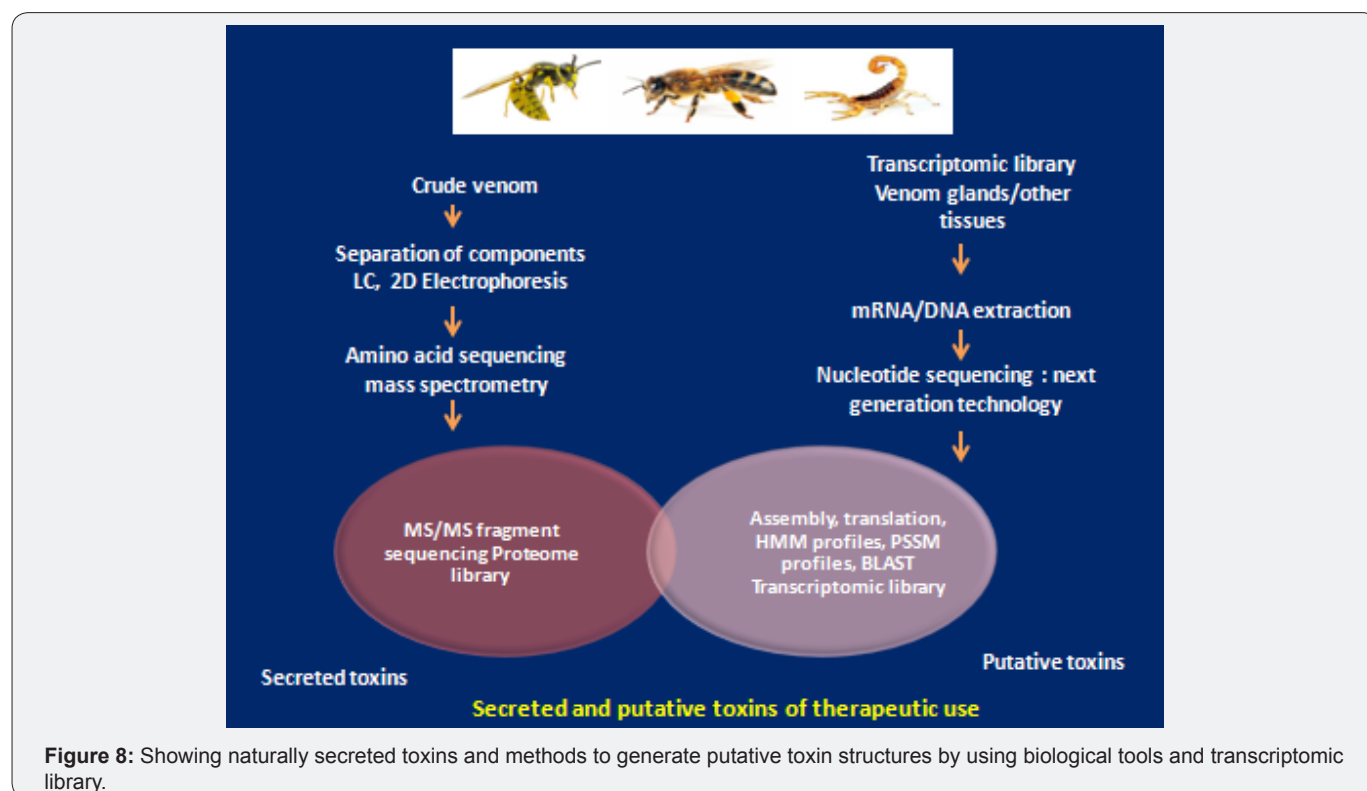 Crude venom
Separation of components
LC, 2D Electrophoresis
Amino acid sequencing
mass spectrometry
MS/MS fragment
sequencing Proteome
library
Secreted toxins
Transcriptomic library
Venom glands/other
tissues
mRNA/DNA extraction
Nucleotide sequencing : next
generation technology
Assembly, translation,
HMM profiles, PSSM
profiles, BLAST
Transcriptomic library
Putative toxins
Secreted and putative toxins of therapeutic use
Figure 8: Showing naturally secreted toxins and methods to generate putative toxin structures by using biological tools and transcriptomic
library.